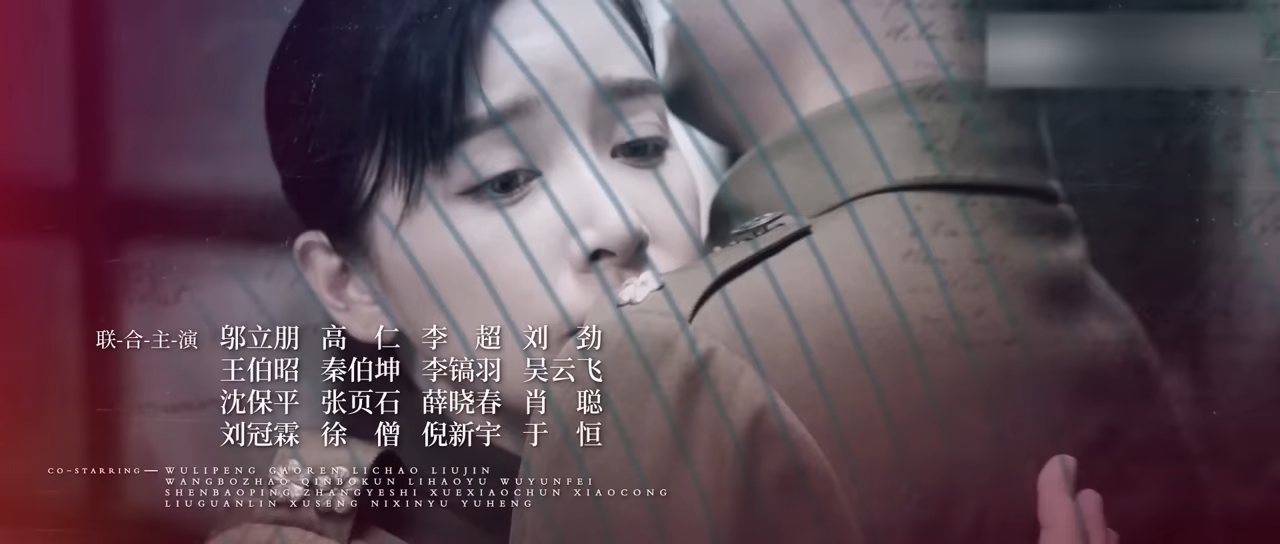 联-合-主-演 邬立朋 高 仁 李 超 刘 劲
王伯昭 秦伯坤 李镐羽 吴云飞
沈保平 张页石 薛晓春 肖 聪
刘冠霖 徐 僧 倪新宇 于 恒
CO-STARRING — WULIPENG GAOREN LICHAO LIUJIN
WANGBOZHAO QINBOKUN LIHAOYU WUYUNFEI
SHENBAOPING ZHANGYESHI XUEXIAOCHUN XIAOCONG
LIUGUANLIN XUSENG NIXINYU YUHENG